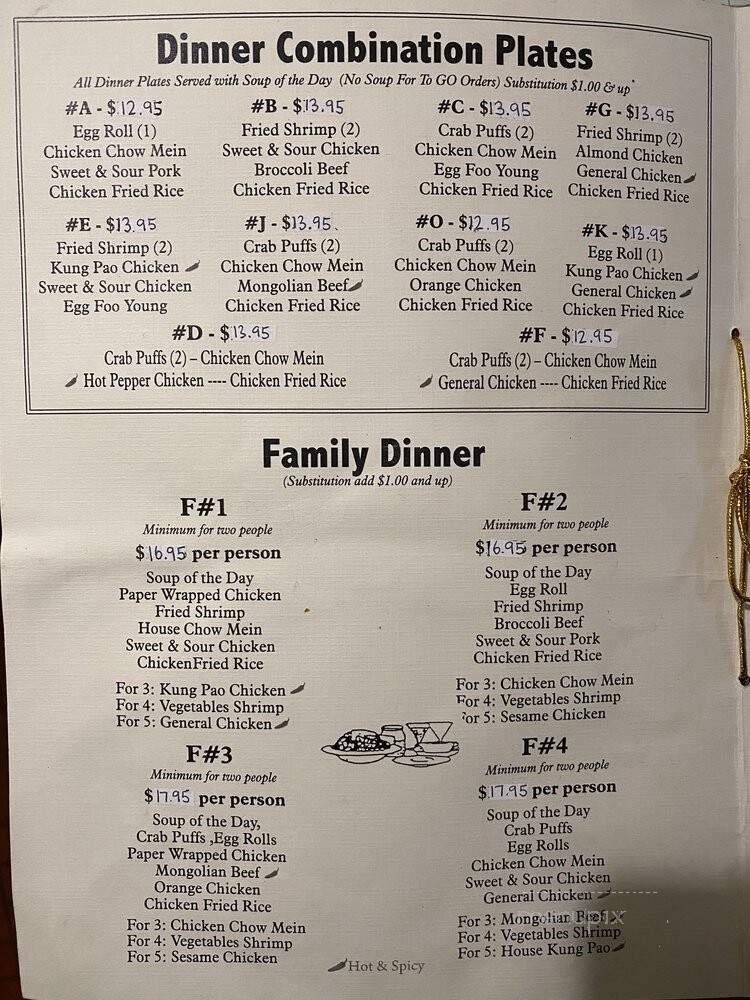 Dinner Combination Plates
All Dinner Plates Served with Soup of the Day (No Soup For To GO Orders) Substitution $1.00 & up
#A - $12.95
Egg Roll (1)
Chicken Chow Mein
Sweet & Sour Pork
Chicken Fried Rice
#B - $13.95
Fried Shrimp (2)
Sweet & Sour Chicken
Broccoli Beef
Chicken Fried Rice
#C - $13.95
Crab Puffs (2)
Chicken Chow Mein
Egg Foo Young
Chicken Fried Rice
#G - $13.95
Fried Shrimp (2)
Almond Chicken
General Chicken
Chicken Fried Rice
#E - $13.95
Fried Shrimp (2)
Kung Pao Chicken
Sweet & Sour Chicken
Egg Foo Young
#J - $13.95
Crab Puffs (2)
Chicken Chow Mein
Mongolian Beef
Chicken Fried Rice
#O - $12.95
Crab Puffs (2)
Chicken Chow Mein
Orange Chicken
Chicken Fried Rice
#K - $13.95
Egg Roll (1)
Kung Pao Chicken
General Chicken
Chicken Fried Rice
#D - $13.95
Crab Puffs (2) – Chicken Chow Mein
Hot Pepper Chicken ---- Chicken Fried Rice
#F - $12.95
Crab Puffs (2) – Chicken Chow Mein
General Chicken ---- Chicken Fried Rice
Family Dinner
(Substitution add $1.00 and up)
F#1
Minimum for two people
$16.95 per person
Soup of the Day
Paper Wrapped Chicken
Fried Shrimp
House Chow Mein
Sweet & Sour Chicken
ChickenFried Rice
For 3: Kung Pao Chicken
For 4: Vegetables Shrimp
For 5: General Chicken
F#2
Minimum for two people
$16.95 per person
Soup of the Day
Egg Roll
Fried Shrimp
Broccoli Beef
Sweet & Sour Pork
Chicken Fried Rice
For 3: Chicken Chow Mein
For 4: Vegetables Shrimp
For 5: Sesame Chicken
F#3
Minimum for two people
$17.95 per person
Soup of the Day,
Crab Puffs ,Egg Rolls
Paper Wrapped Chicken
Mongolian Beef
Orange Chicken
Chicken Fried Rice
For 3: Chicken Chow Mein
For 4: Vegetables Shrimp
For 5: Sesame Chicken
F#4
Minimum for two people
$17.95 per person
Soup of the Day
Crab Puffs
Egg Rolls
Chicken Chow Mein
Sweet & Sour Chicken
General Chicken
For 3: Mongolian Beef
For 4: Vegetables Shrimp
For 5: House Kung Pao
Hot & Spicy